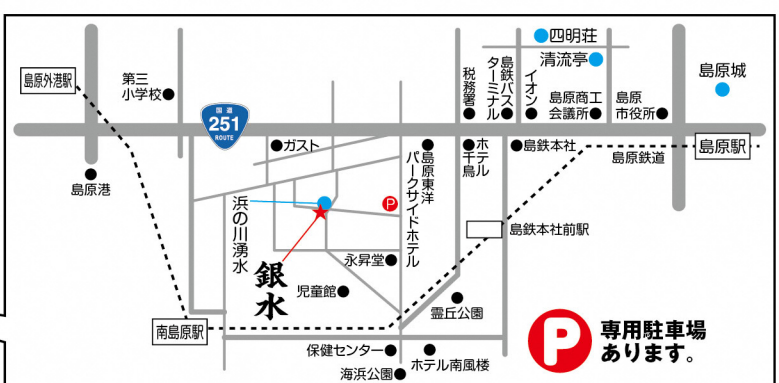 四明荘
清流亭
島原外港駅
第三
小学校
国道
251
ROUTE
税務署
島鉄バス
ターミナル
イオン
島原商工
会議所
島原
市役所
島原城
ガスト
島原東洋
パークサイドホテル
ホテル
千鳥
島鉄本社
島原鉄道
島原駅
島原港
浜の川湧水
P
島鉄本社前駅
銀水
永昇堂
児童館
霊丘公園
南島原駅
保健センター
ホテル南風楼
海浜公園
P
専用駐車場
あります。